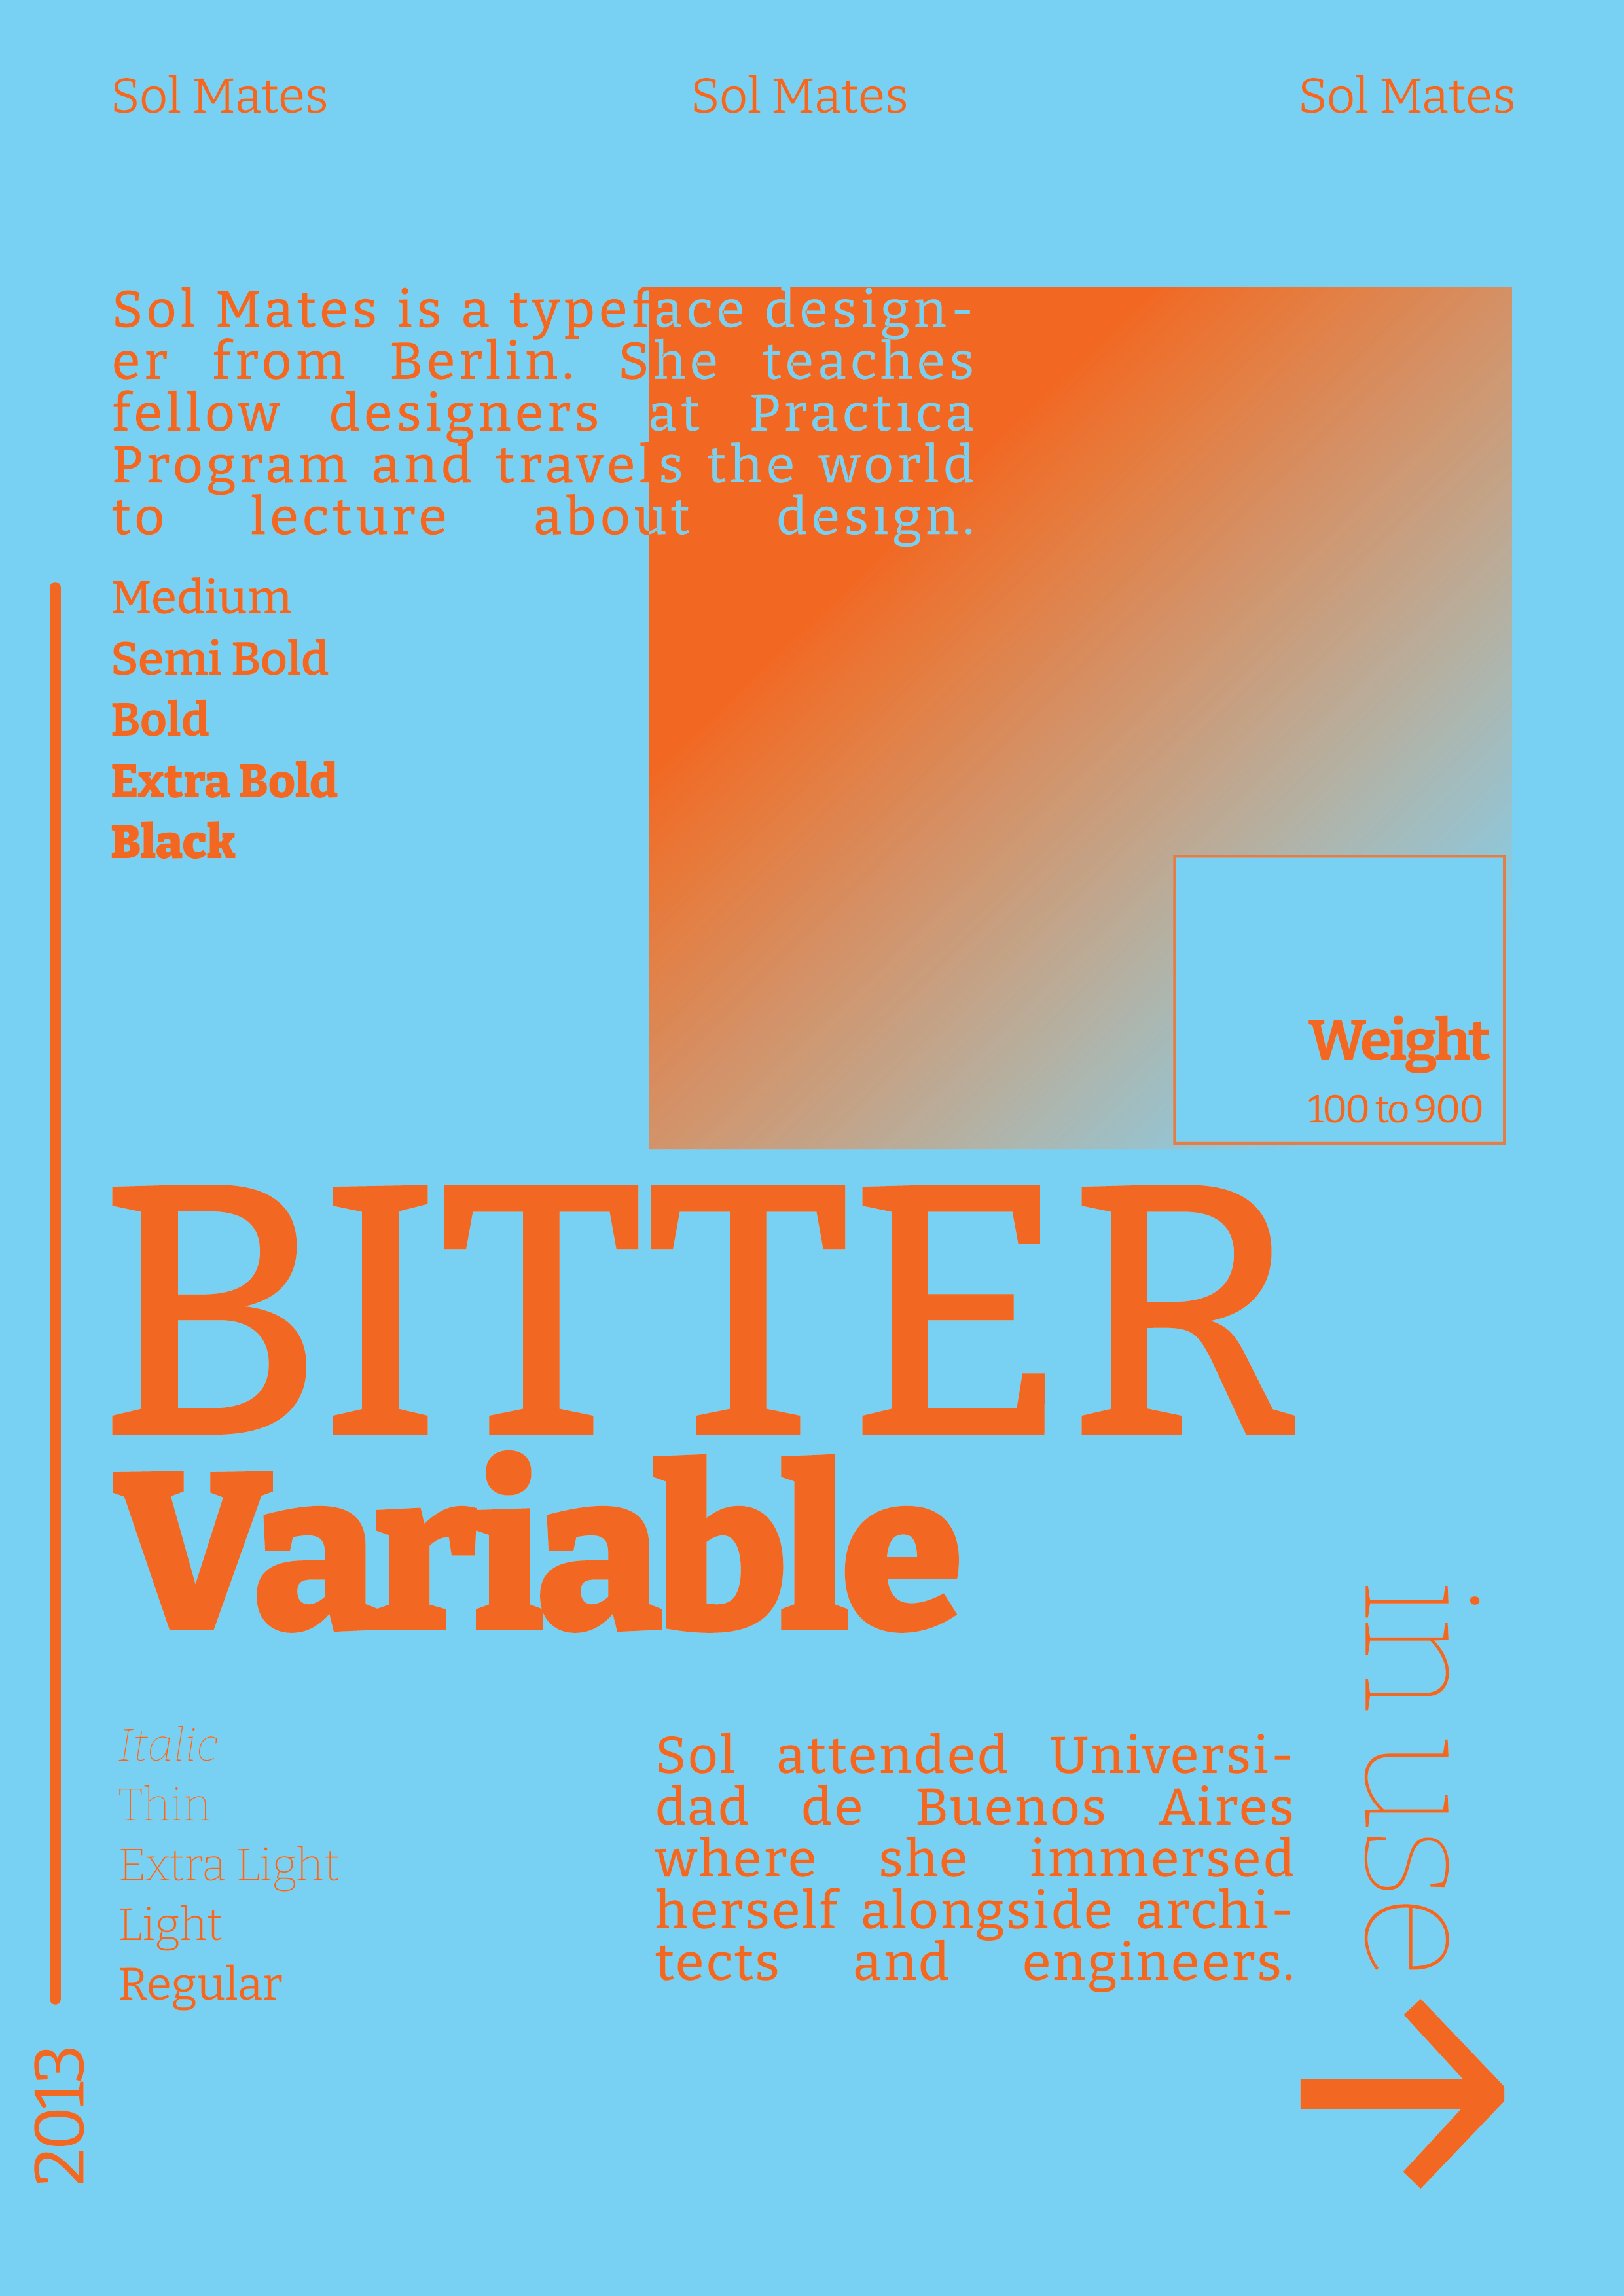 Sol Mates
Sol Mates
Sol Mates
Sol Mates is a typeface design-
er from Berlin. She teaches
fellow designers at Practica
Program and travels the world
to lecture about design.
Medium
Semi Bold
Bold
Extra Bold
Black
Weight
100 to 900
BITTER
Variable
in use
Italic
Thin
Extra Light
Light
Regular
Sol attended Universi-
dad de Buenos Aires
where she immersed
herself alongside archi-
tects and engineers.
2013